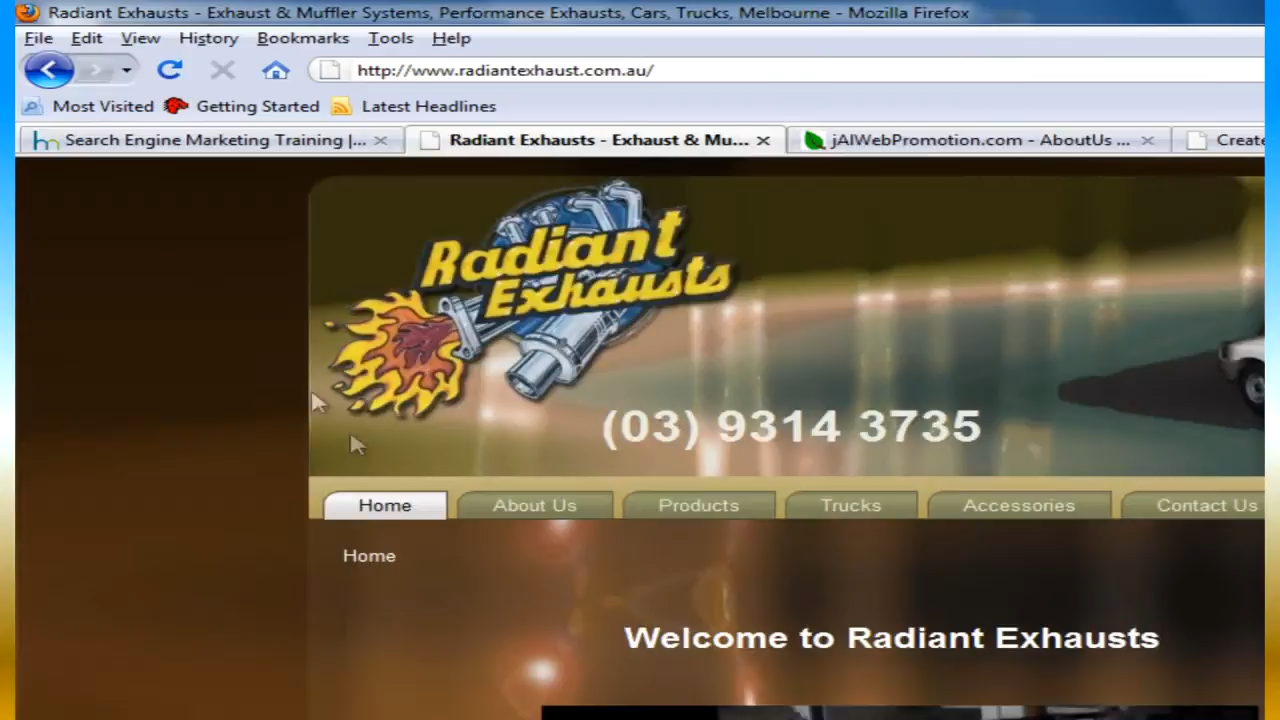 Radiant Exhausts - Exhaust & Muffler Systems, Performance Exhausts, Cars, Trucks, Melbourne - Mozilla Firefox
File Edit View History Bookmarks Tools Help
http://www.radiantexhaust.com.au/
Most Visited Getting Started Latest Headlines
Search Engine Marketing Training |... Radiant Exhausts - Exhaust & Mu... jAIWebPromotion.com - AboutUs ... Create
Radiant
Exhausts
(03) 9314 3735
Home About Us Products Trucks Accessories Contact Us
Home
Welcome to Radiant Exhausts